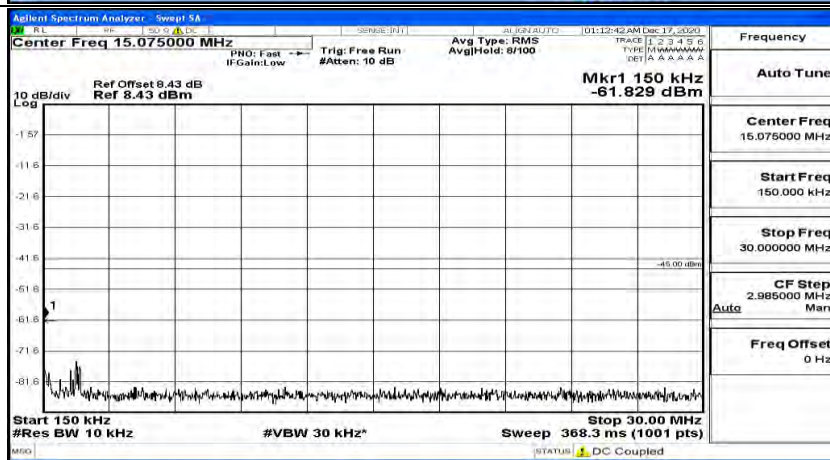 Agilent Spectrum Analyzer - Swept SA
RL RF 50 Ω DC SENSE:INT ALIGN AUTO 01:12:42 AM Dec 17, 2020
Center Freq 15.075000 MHz
PNO: Fast
IFGain:Low
Trig: Free Run
#Atten: 10 dB
Avg Type: RMS
Avg|Hold: 8/100
TRACE 1 2 3 4 5 6
TYPE MWWWWW
DET A A A A A A
Frequency
Mkr1 150 kHz
-61.829 dBm
Ref Offset 8.43 dB
10 dB/div Ref 8.43 dBm
Log
-1.57
-11.6
-21.6
-31.6
-41.6
-51.6
-61.6
-71.6
-81.6
-45.00 dBm
1
Start 150 kHz Stop 30.00 MHz
#Res BW 10 kHz #VBW 30 kHz* Sweep 368.3 ms (1001 pts)
MSG STATUS DC Coupled
Auto Tune
Center Freq
15.075000 MHz
Start Freq
150.000 kHz
Stop Freq
30.000000 MHz
CF Step
2.985000 MHz
Auto Man
Freq Offset
0 Hz